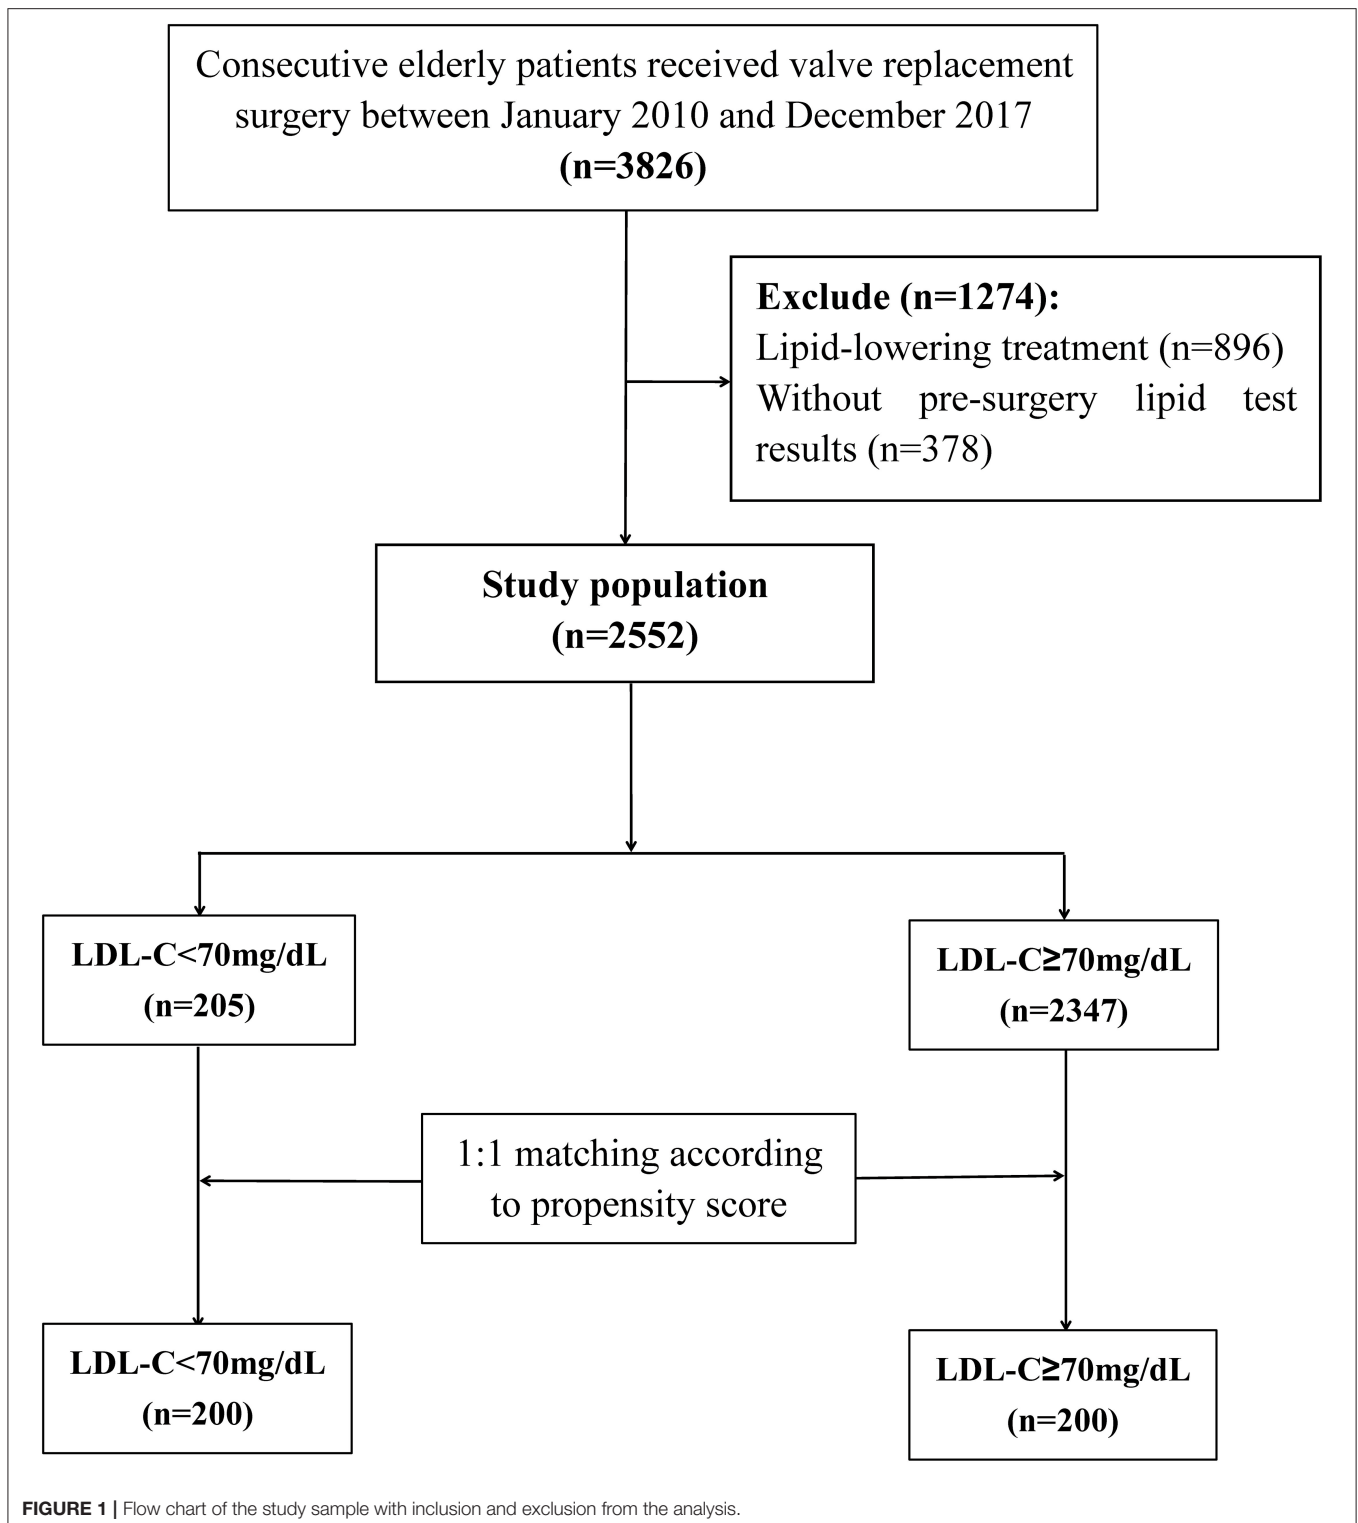 Consecutive elderly patients received valve replacement
surgery between January 2010 and December 2017
(n=3826)
Exclude (n=1274):
Lipid-lowering treatment (n=896)
Without pre-surgery lipid test
results (n=378)
Study population
(n=2552)
LDL-C<70mg/dL
(n=205)
LDL-C≥70mg/dL
(n=2347)
1:1 matching according
to propensity score
LDL-C<70mg/dL
(n=200)
LDL-C≥70mg/dL
(n=200)
FIGURE 1 | Flow chart of the study sample with inclusion and exclusion from the analysis.